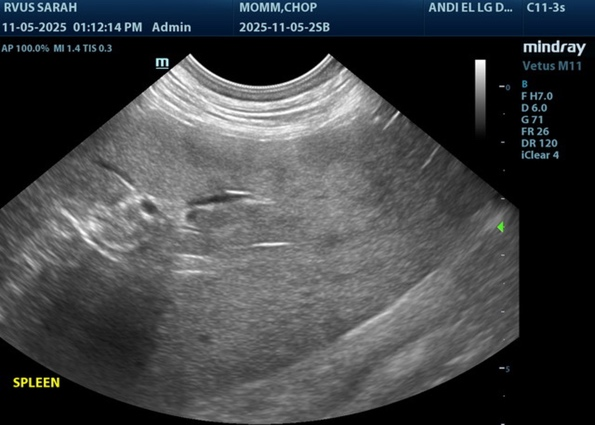 RVUS SARAH MOMM,CHOP ANDI EL LG D... C11-3s
11-05-2025 01:12:14 PM Admin 2025-11-05-2SB
AP 100.0% MI 1.4 TIS 0.3
m
mindray
Vetus M11
B
F H7.0
D 6.0
G 71
FR 26
DR 120
iClear 4
0
5
SPLEEN